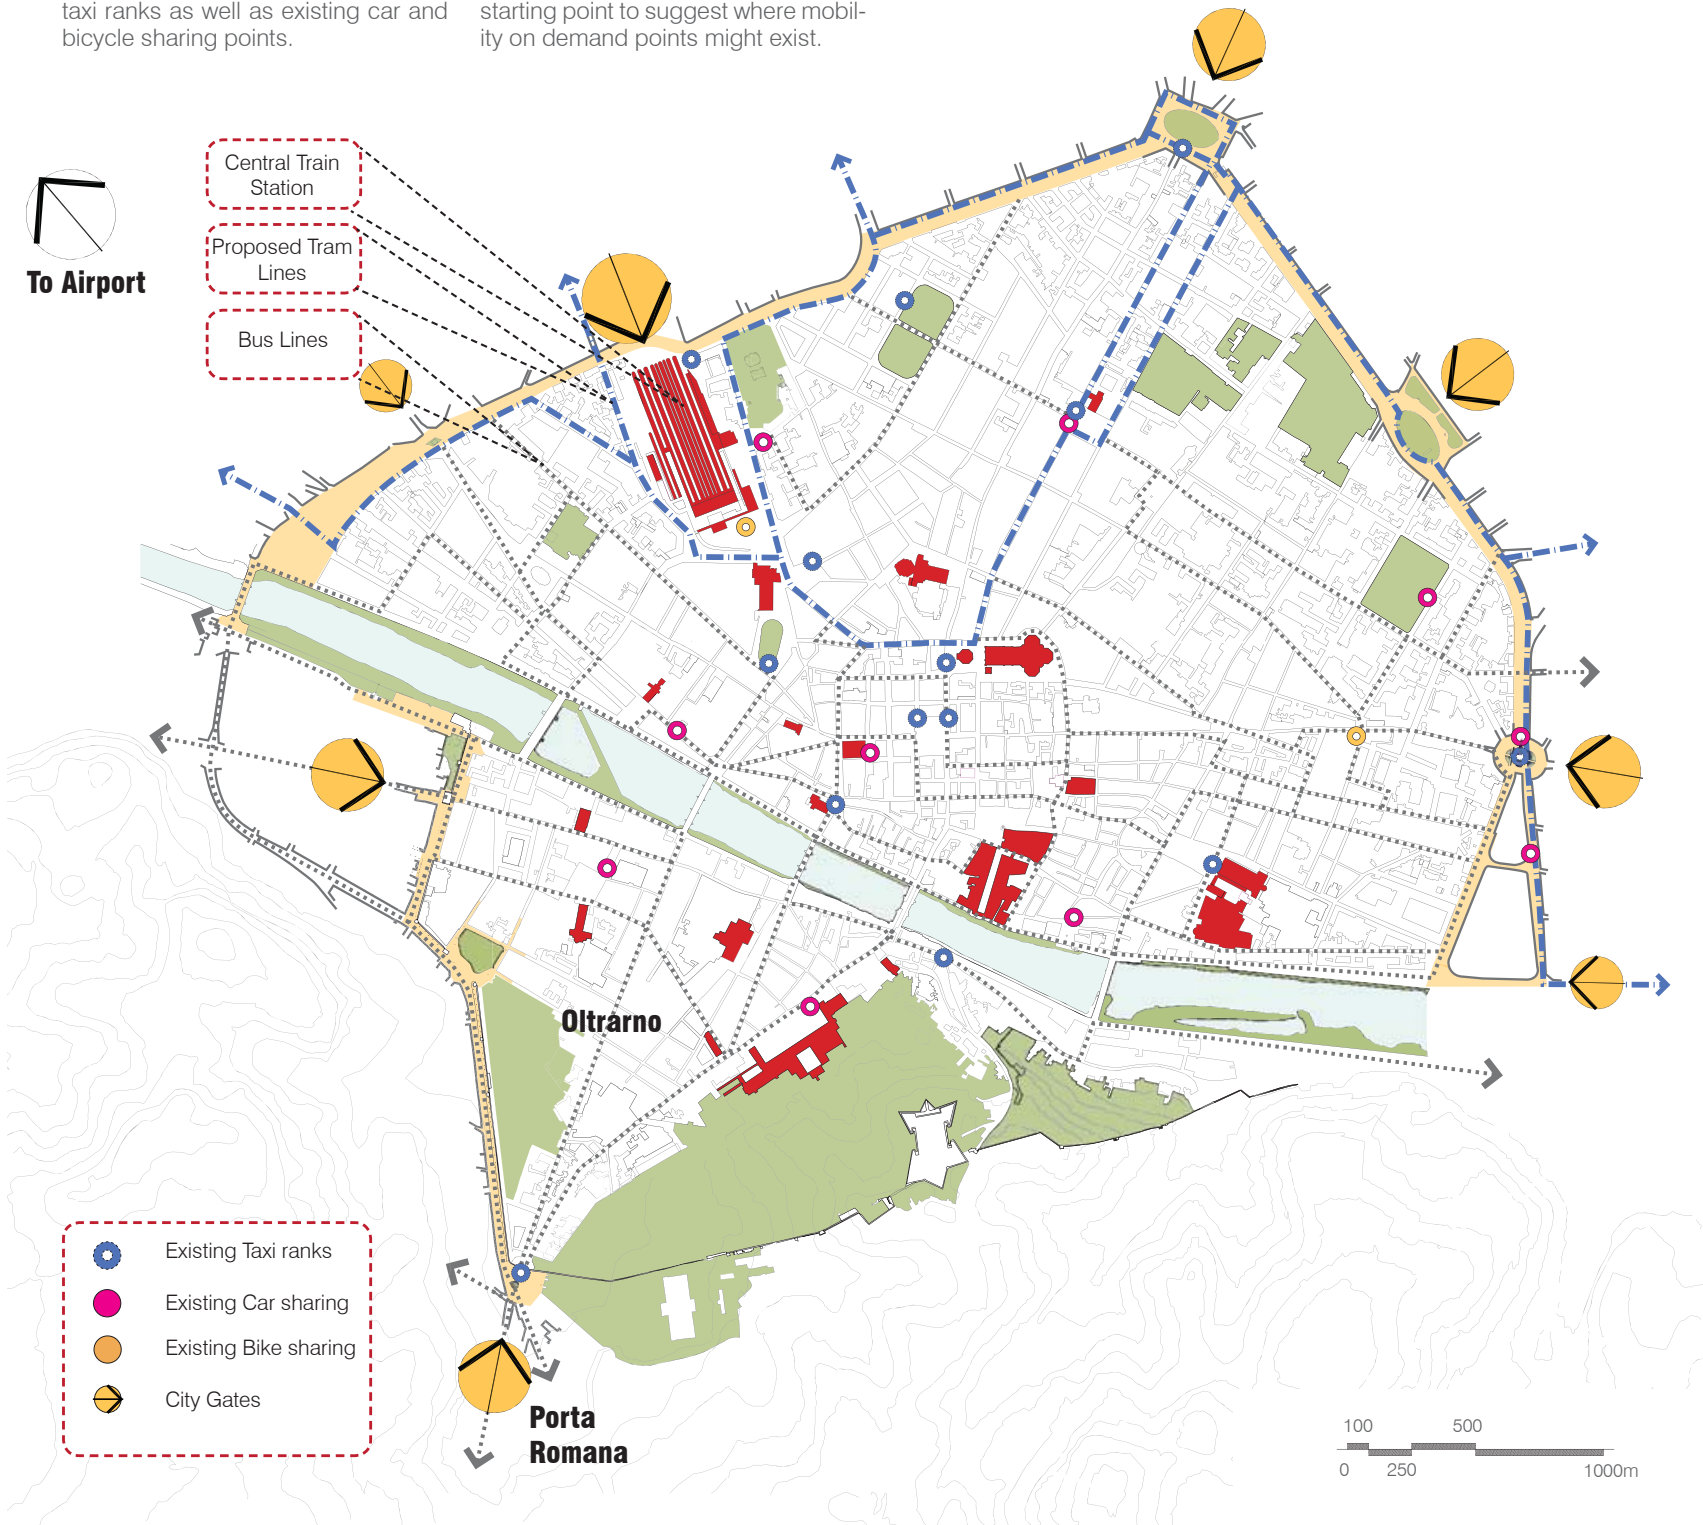 taxi ranks as well as existing car and
bicycle sharing points.
starting point to suggest where mobil-
ity on demand points might exist.
Central Train
Station
Proposed Tram
Lines
Bus Lines
To Airport
Oltrarno
Existing Taxi ranks
Existing Car sharing
Existing Bike sharing
City Gates
Porta
Romana
100 500
0 250 1000m